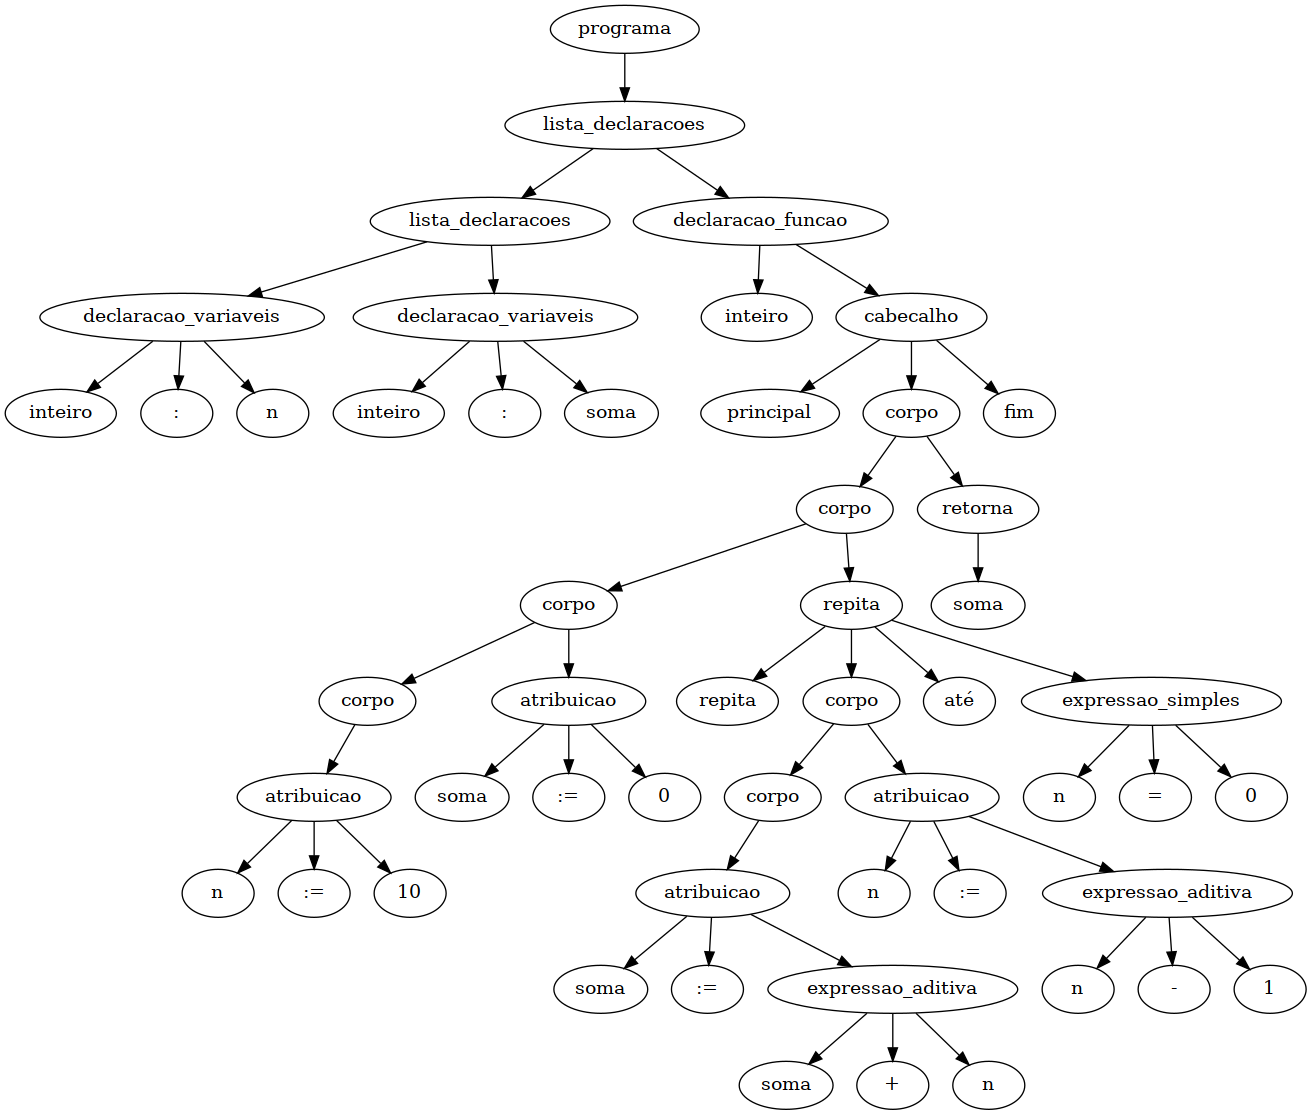 programa
lista_declaracoes
lista_declaracoes declaracao_funcao
declaracao_variaveis declaracao_variaveis inteiro cabecalho
inteiro : n inteiro : soma principal corpo fim
corpo retorna
corpo repita soma
corpo atribuicao repita corpo até expressao_simples
atribuicao soma := 0 corpo atribuicao n = 0
n := 10 atribuicao n := expressao_aditiva
soma := expressao_aditiva n - 1
soma + n